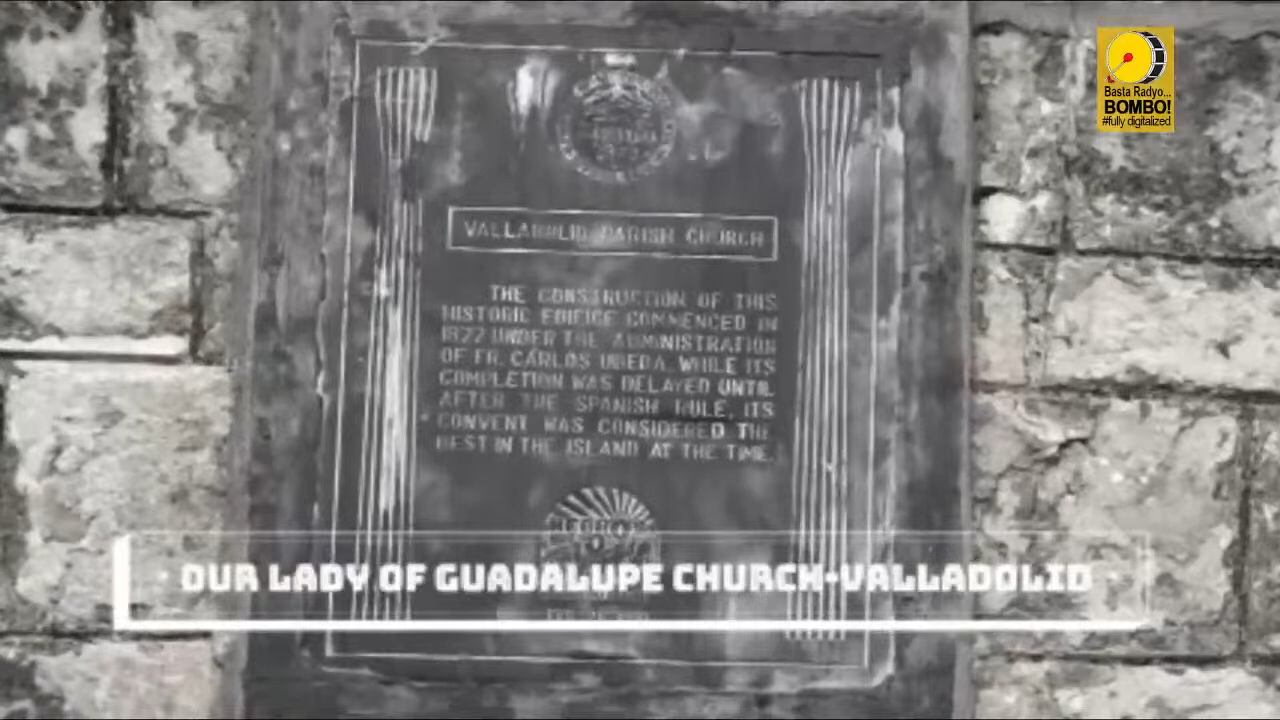 Basta Radyo...
BOMBO!
#fully digitalized
VALLADOLID PARISH CHURCH
THE CONSTRUCTION OF THIS
HISTORIC EDIFICE COMMENCED IN
1877 UNDER THE ADMINISTRATION
OF FR. CARLOS UBEDA. WHILE ITS
COMPLETION WAS DELAYED UNTIL
AFTER THE SPANISH RULE, ITS
CONVENT WAS CONSIDERED THE
BEST IN THE ISLAND AT THE TIME.
OUR LADY OF GUADALUPE CHURCH-VALLADOLID